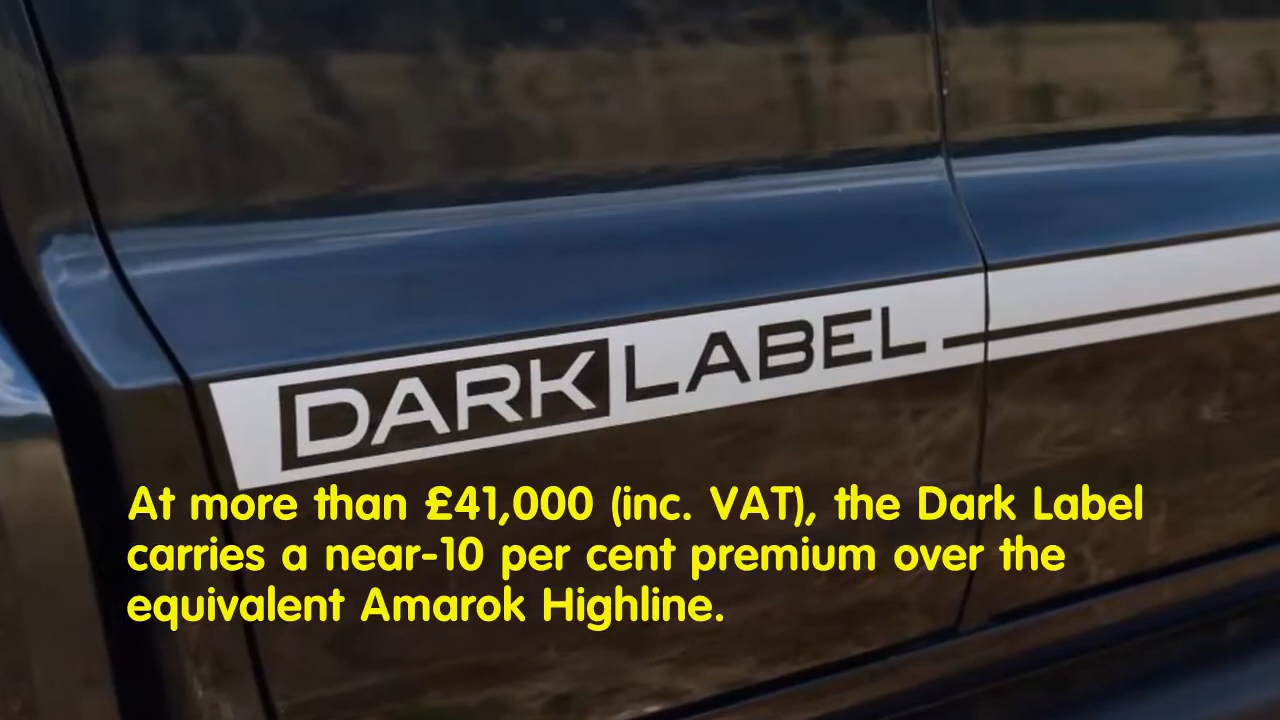 DARK LABEL
At more than £41,000 (inc. VAT), the Dark Label
carries a near-10 per cent premium over the
equivalent Amarok Highline.